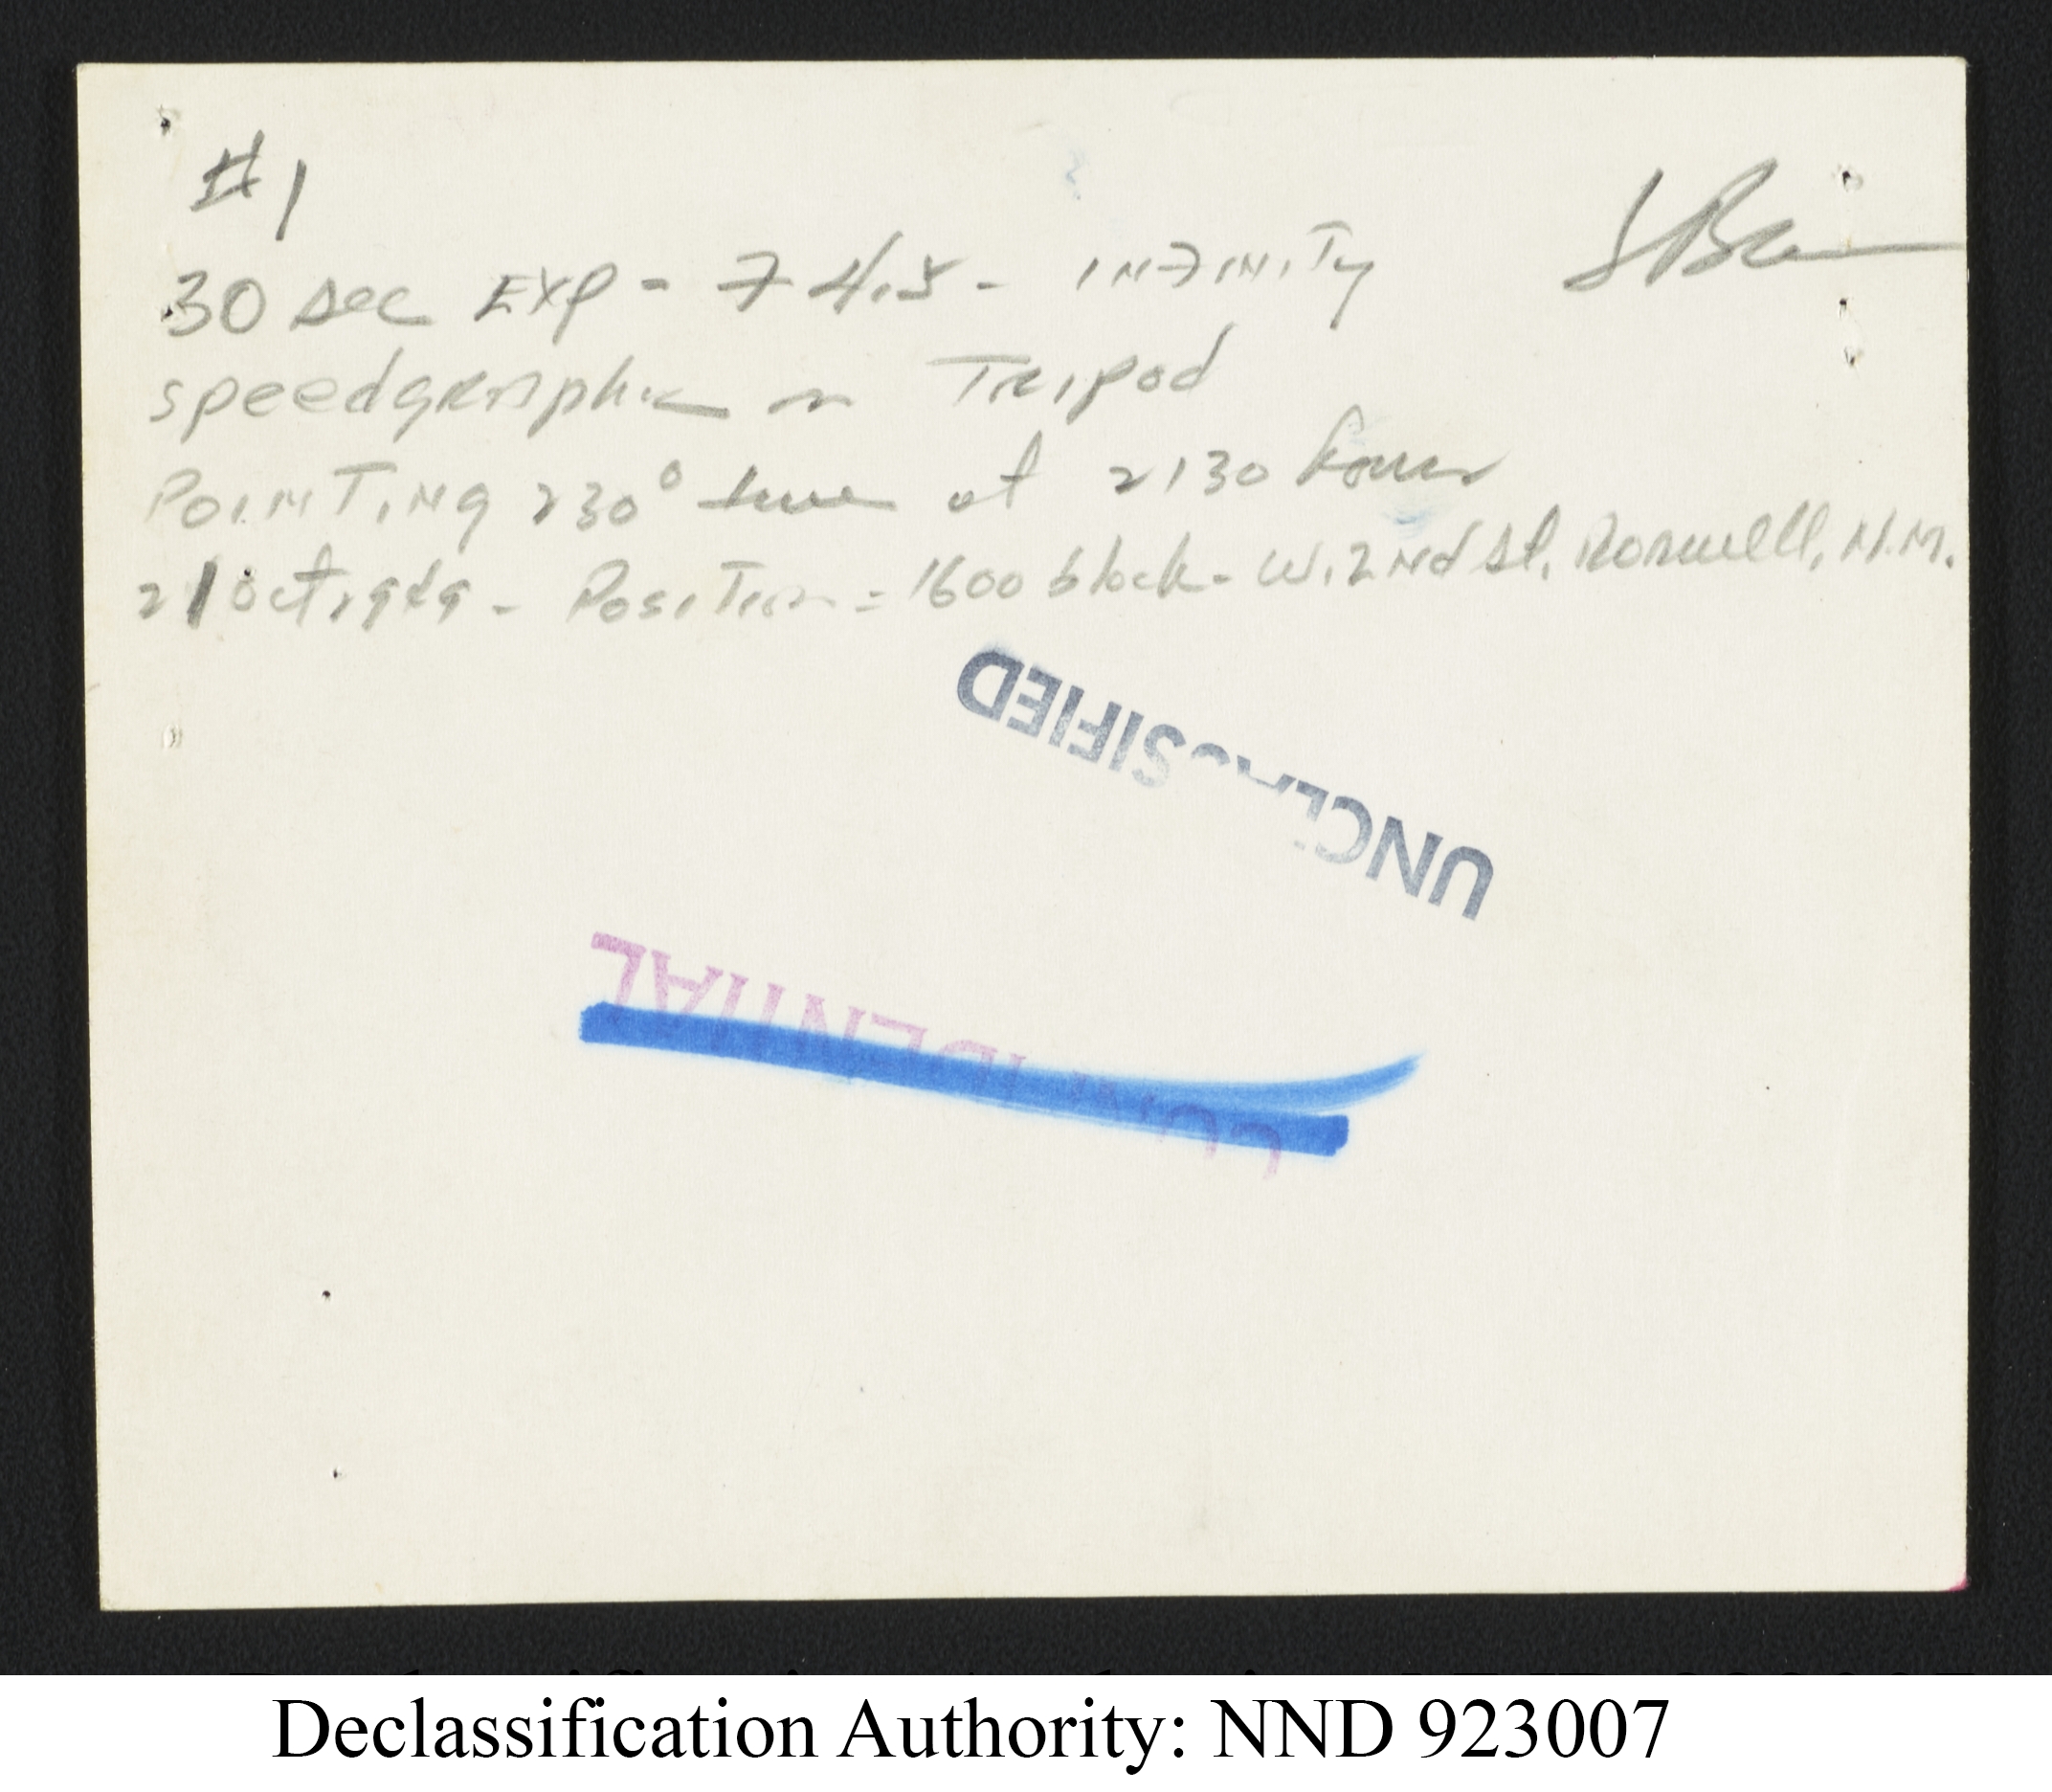 #1
30 sec Exp - F 4.5 - infinity
speedgraphic on Tripod
Pointing 230° true at 2130 hours
21 Oct 1949 - Position = 1600 block - W. 2nd St. Roswell, N.M.
UNCLASSIFIED
CONFIDENTIAL
Declassification Authority: NND 923007